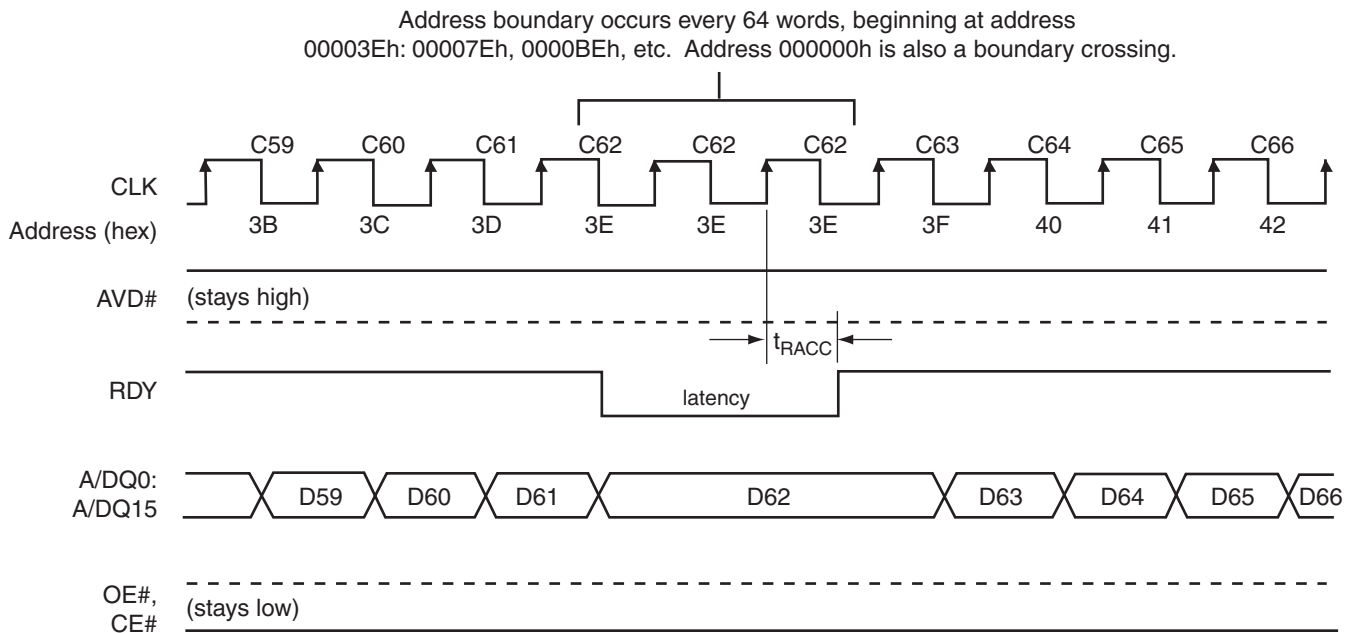 Address boundary occurs every 64 words, beginning at address
00003Eh: 00007Eh, 0000BEh, etc. Address 000000h is also a boundary crossing.
C59 C60 C61 C62 C62 C62 C63 C64 C65 C66
CLK
Address (hex) 3B 3C 3D 3E 3E 3E 3F 40 41 42
AVD# (stays high)
tRACC
RDY latency
A/DQ0:
A/DQ15
D59 D60 D61 D62 D63 D64 D65 D66
OE#,
CE#
(stays low)